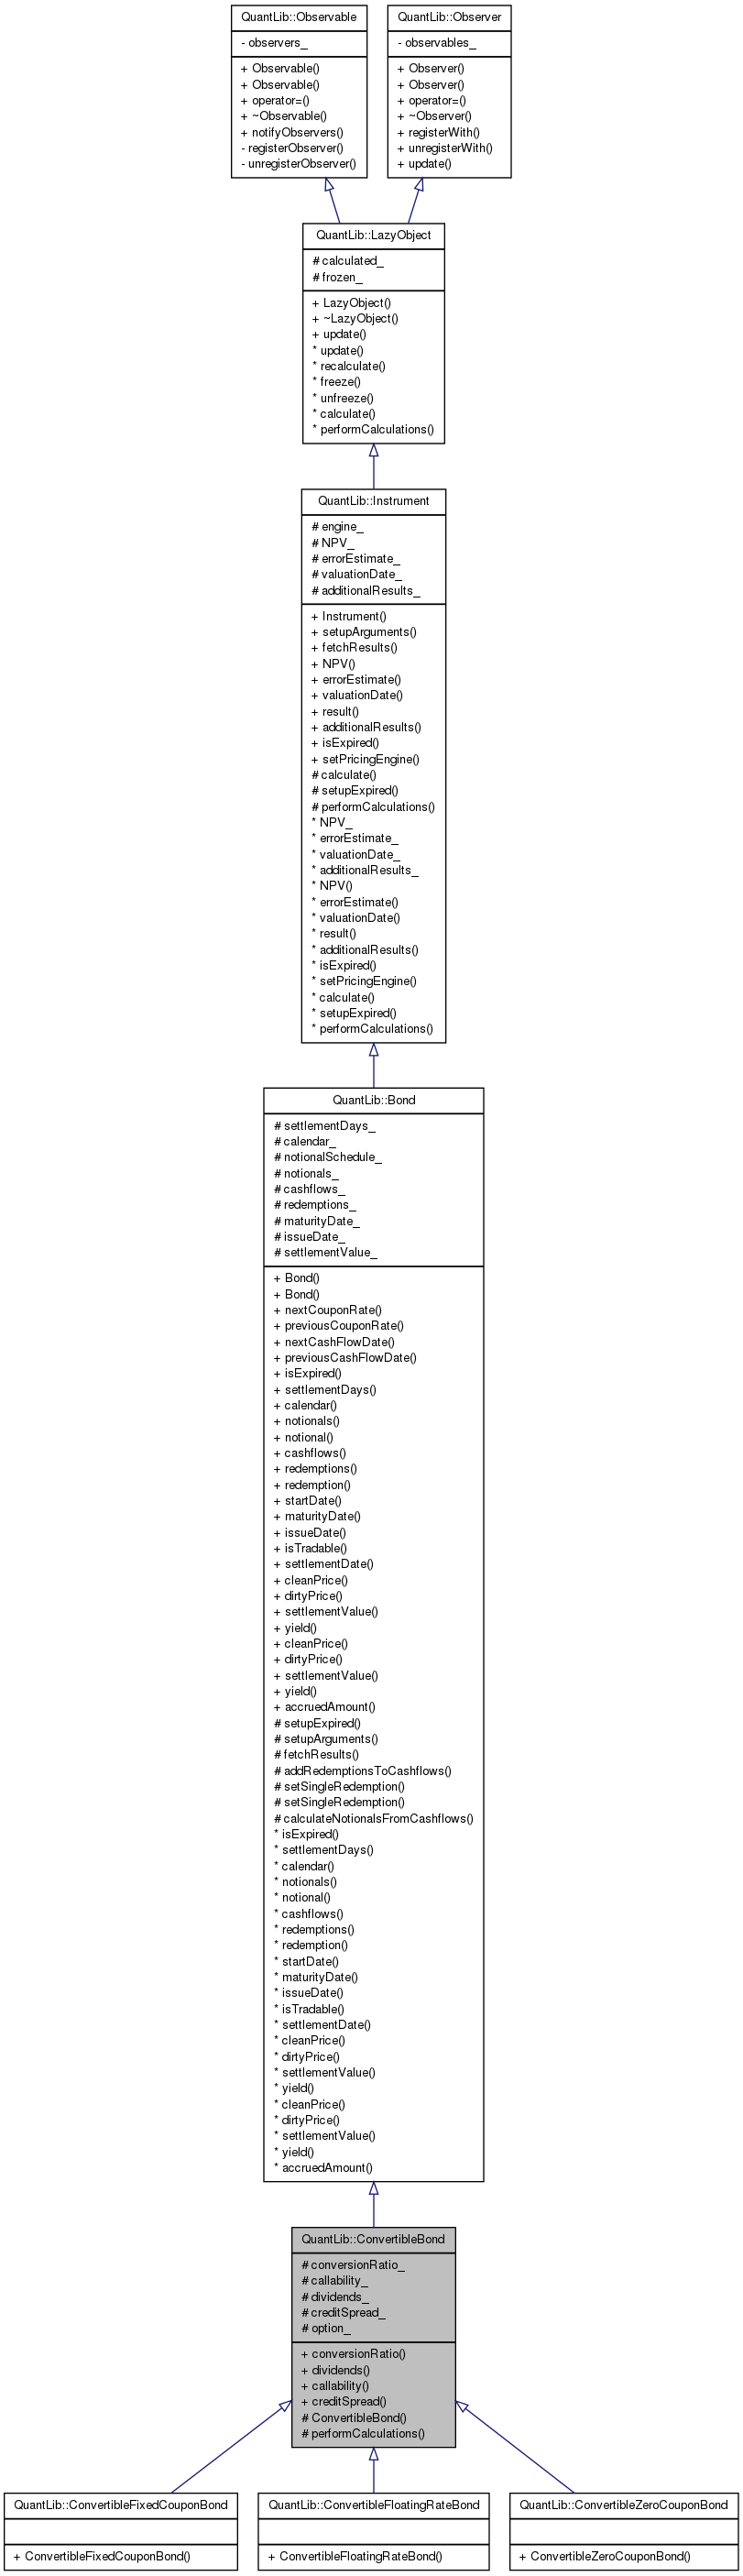 QuantLib::Observable
- observers_
+ Observable()
+ Observable()
+ operator=()
+ ~Observable()
+ notifyObservers()
- registerObserver()
- unregisterObserver()
QuantLib::Observer
- observables_
+ Observer()
+ Observer()
+ operator=()
+ ~Observer()
+ registerWith()
+ unregisterWith()
+ update()
QuantLib::LazyObject
# calculated_
# frozen_
+ LazyObject()
+ ~LazyObject()
+ update()
* update()
* recalculate()
* freeze()
* unfreeze()
* calculate()
* performCalculations()
QuantLib::Instrument
# engine_
# NPV_
# errorEstimate_
# valuationDate_
# additionalResults_
+ Instrument()
+ setupArguments()
+ fetchResults()
+ NPV()
+ errorEstimate()
+ valuationDate()
+ result()
+ additionalResults()
+ isExpired()
+ setPricingEngine()
# calculate()
# setupExpired()
# performCalculations()
* NPV_
* errorEstimate_
* valuationDate_
* additionalResults_
* NPV()
* errorEstimate()
* valuationDate()
* result()
* additionalResults()
* isExpired()
* setPricingEngine()
* calculate()
* setupExpired()
* performCalculations()
QuantLib::Bond
# settlementDays_
# calendar_
# notionalSchedule_
# notionals_
# cashflows_
# redemptions_
# maturityDate_
# issueDate_
# settlementValue_
+ Bond()
+ Bond()
+ nextCouponRate()
+ previousCouponRate()
+ nextCashFlowDate()
+ previousCashFlowDate()
+ isExpired()
+ settlementDays()
+ calendar()
+ notionals()
+ notional()
+ cashflows()
+ redemptions()
+ redemption()
+ startDate()
+ maturityDate()
+ issueDate()
+ isTradable()
+ settlementDate()
+ cleanPrice()
+ dirtyPrice()
+ settlementValue()
+ yield()
+ cleanPrice()
+ dirtyPrice()
+ settlementValue()
+ yield()
+ accruedAmount()
# setupExpired()
# setupArguments()
# fetchResults()
# addRedemptionsToCashflows()
# setSingleRedemption()
# setSingleRedemption()
# calculateNotionalsFromCashflows()
* isExpired()
* settlementDays()
* calendar()
* notionals()
* notional()
* cashflows()
* redemptions()
* redemption()
* startDate()
* maturityDate()
* issueDate()
* isTradable()
* settlementDate()
* cleanPrice()
* dirtyPrice()
* settlementValue()
* yield()
* cleanPrice()
* dirtyPrice()
* settlementValue()
* yield()
* accruedAmount()
QuantLib::ConvertibleBond
# conversionRatio_
# callability_
# dividends_
# creditSpread_
# option_
+ conversionRatio()
+ dividends()
+ callability()
+ creditSpread()
# ConvertibleBond()
# performCalculations()
QuantLib::ConvertibleFixedCouponBond
+ ConvertibleFixedCouponBond()
QuantLib::ConvertibleFloatingRateBond
+ ConvertibleFloatingRateBond()
QuantLib::ConvertibleZeroCouponBond
+ ConvertibleZeroCouponBond()